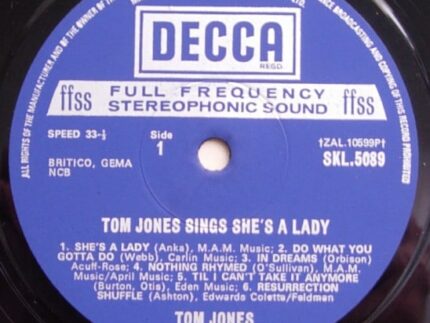 ALL RIGHTS OF THE MANUFACTURER AND OF THE OWNER OF
BROADCASTING AND COPYING OF THIS RECORD PROHIBITED
DECCA
REGD.
ffss FULL FREQUENCY ffss
STEREOPHONIC SOUND
SPEED 33-⅓
Side
1
†ZAL.10599P†
SKL.5089
BRITICO, GEMA
NCB
TOM JONES SINGS SHE'S A LADY
1. SHE'S A LADY (Anka), M.A.M. Music; 2. DO WHAT YOU
GOTTA DO (Webb), Carlin Music; 3. IN DREAMS (Orbison)
Acuff-Rose; 4. NOTHING RHYMED (O'Sullivan), M.A.M.
Music/April Music; 5. TIL I CAN'T TAKE IT ANYMORE
(Burton, Otis), Eden Music; 6. RESURRECTION
SHUFFLE (Ashton), Edwards Coletta/Feldman
TOM JONES